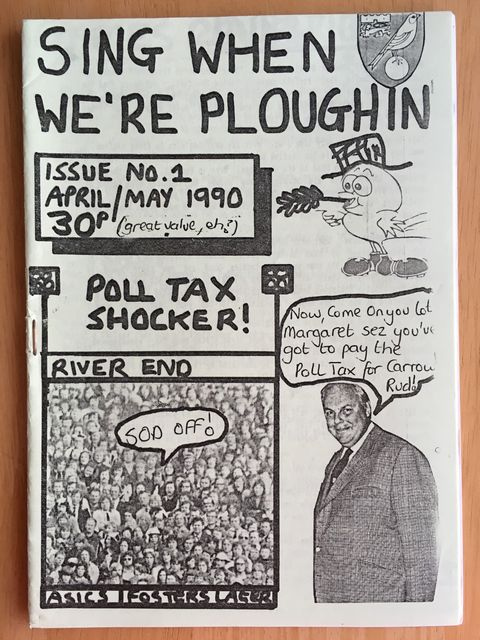 SING WHEN
WE'RE PLOUGHIN
ISSUE NO.1
APRIL/MAY 1990
30P (great value, eh?)
POLL TAX
SHOCKER!
RIVER END
SOD OFF!
Now, Come On you Lot
Margaret sez you've
got to pay the
Poll Tax for Carrow
Rud!
ASICS FOSTERS LAGER